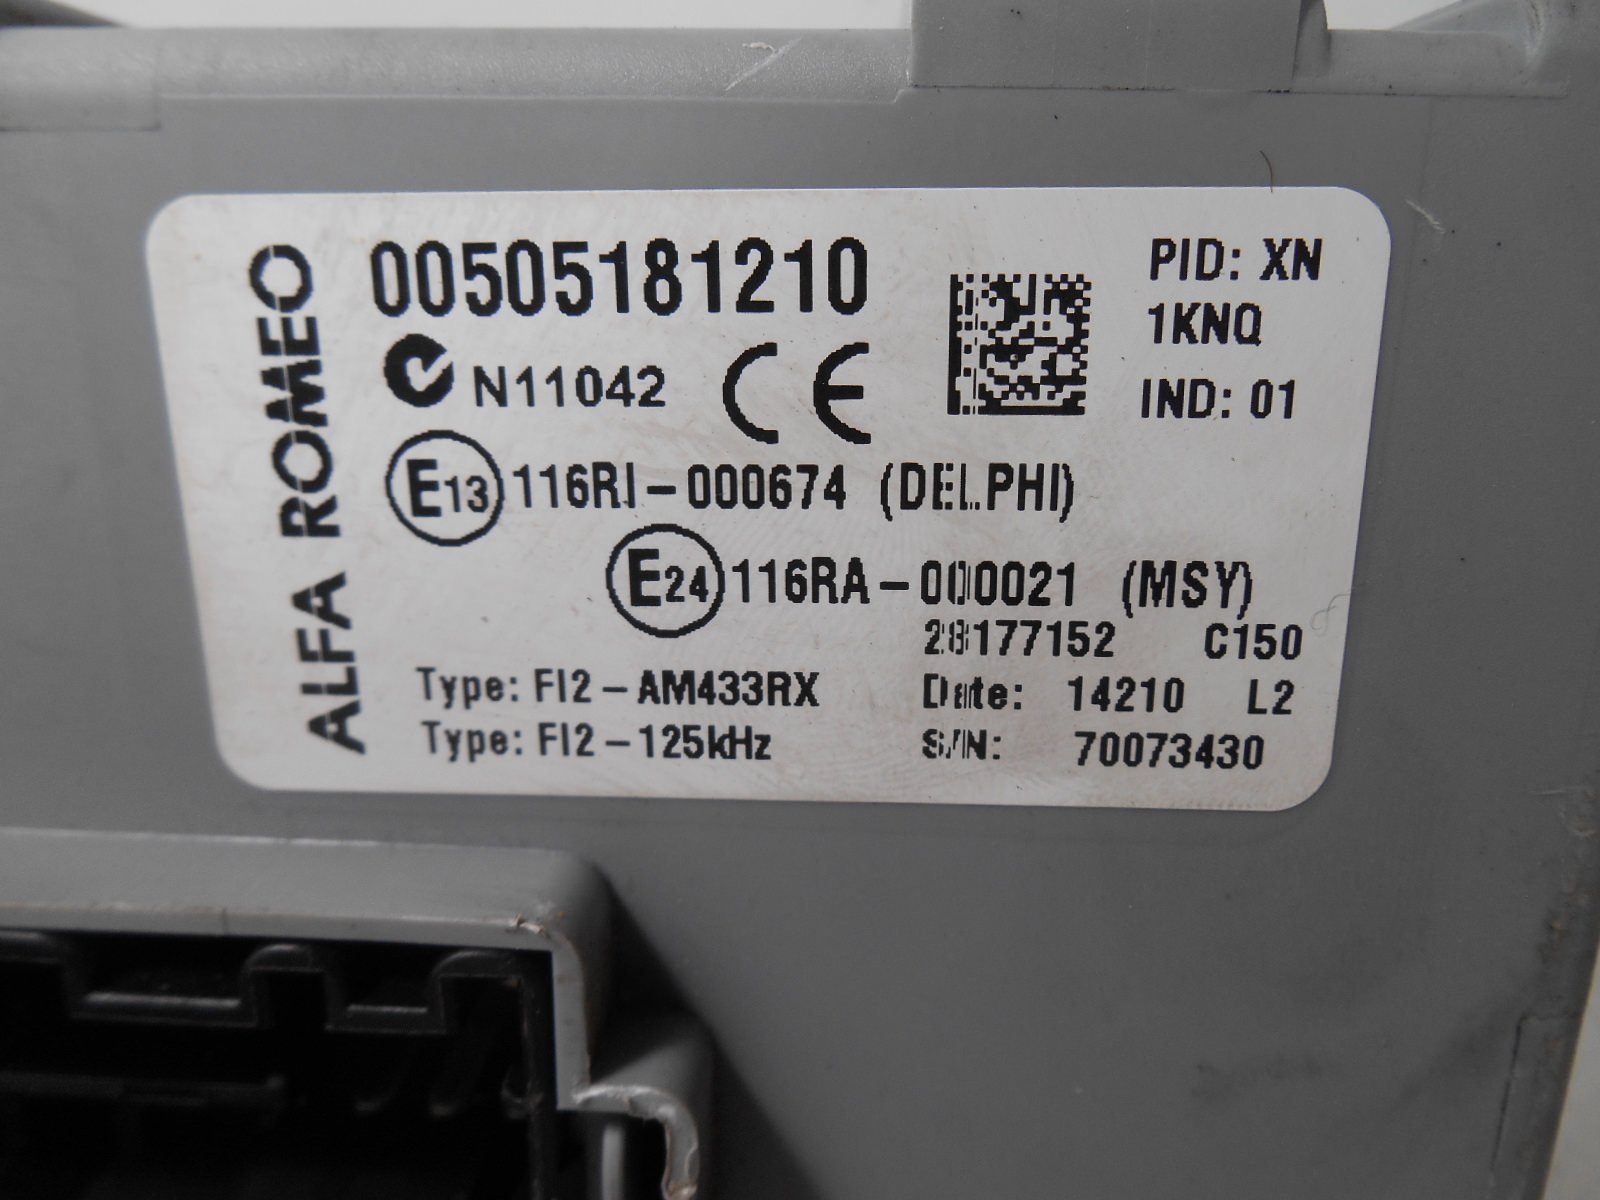 ALFA ROMEO
00505181210
PID: XN
1KNQ
N11042 CE
IND: 01
E13 116RI-000674 (DELPHI)
E24 116RA-000021 (MSY)
28177152 C150
Type: FI2-AM433RX
Date: 14210 L2
Type: FI2-125kHz
S/N: 70073430